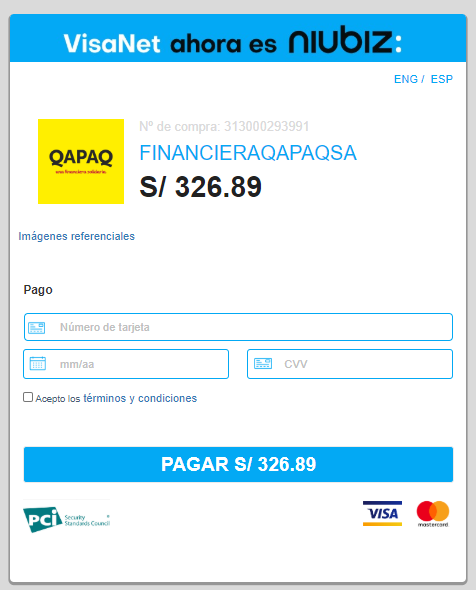 VisaNet ahora es niubiz:
ENG / ESP
QAPAQ
una financiera solidaria.
Nº de compra: 313000293991
FINANCIERAQAPAQSA
S/ 326.89
Imágenes referenciales
Pago
Número de tarjeta
mm/aa
CVV
Acepto los términos y condiciones
PAGAR S/ 326.89
PCI Security
Standards Council
VISA
mastercard